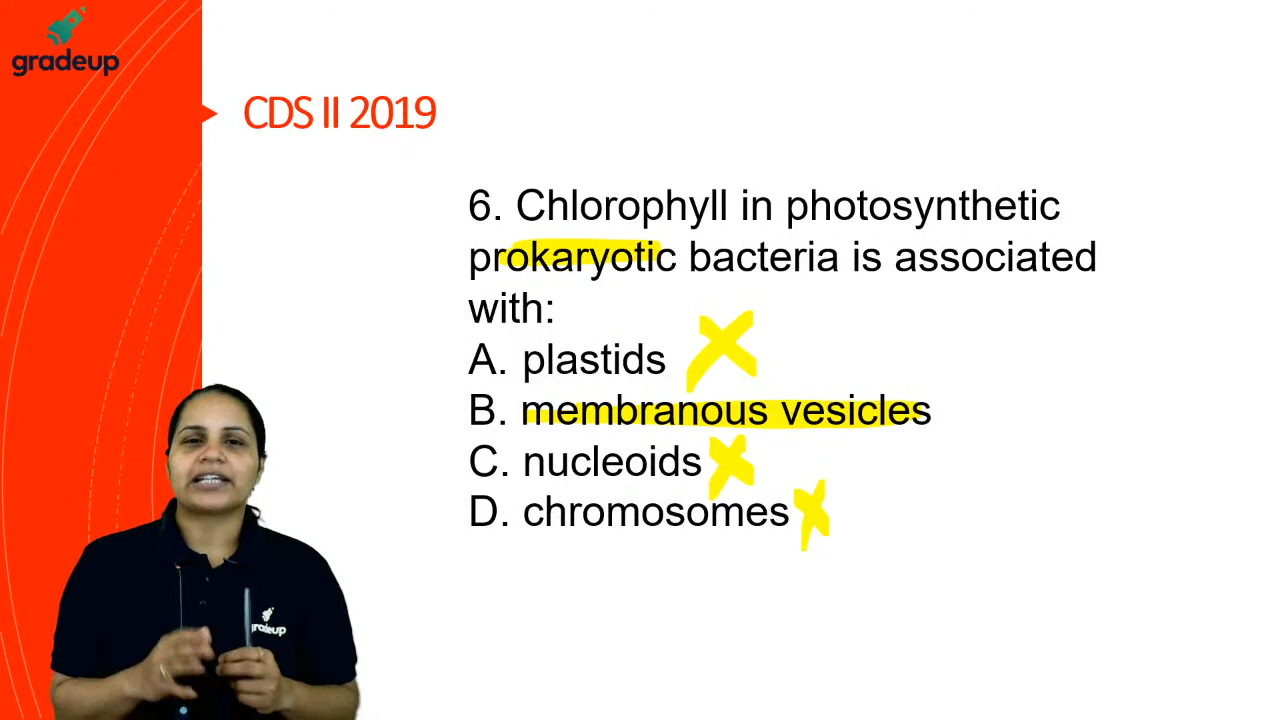 gradeup
CDS II 2019
6. Chlorophyll in photosynthetic
prokaryotic bacteria is associated
with:
A. plastids
B. membranous vesicles
C. nucleoids
D. chromosomes
gradeup